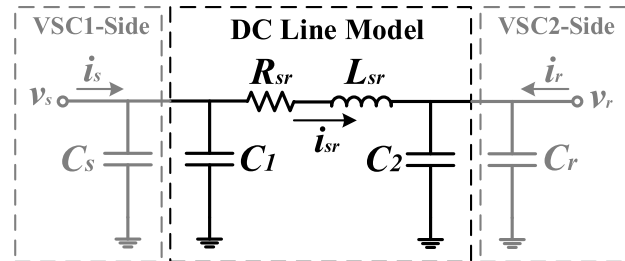 VSC1-Side
DC Line Model
VSC2-Side
is
Rsr
Lsr
ir
vs
vr
isr
Cs
C1
C2
Cr